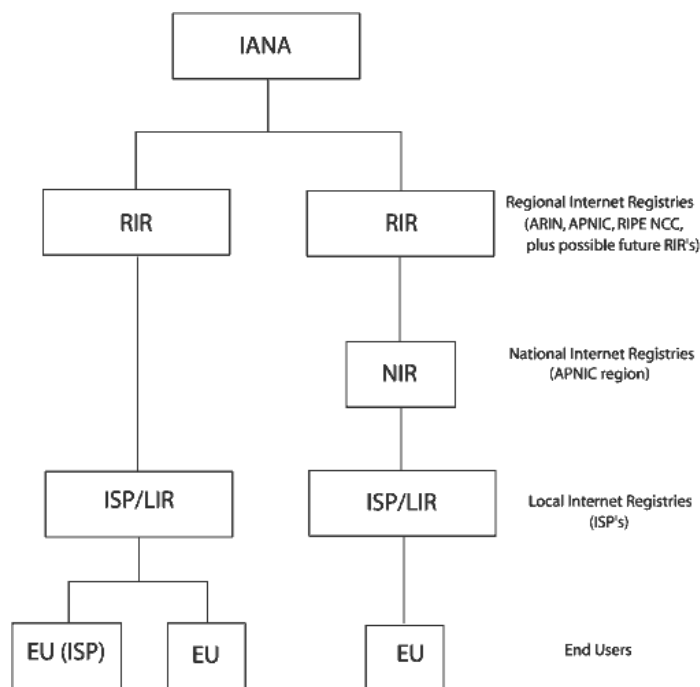 IANA
RIR
RIR
Regional Internet Registries
(ARIN, APNIC, RIPE NCC,
plus possible future RIR's)
NIR
National Internet Registries
(APNIC region)
ISP/LIR
ISP/LIR
Local Internet Registries
(ISP's)
EU (ISP)
EU
EU
End Users